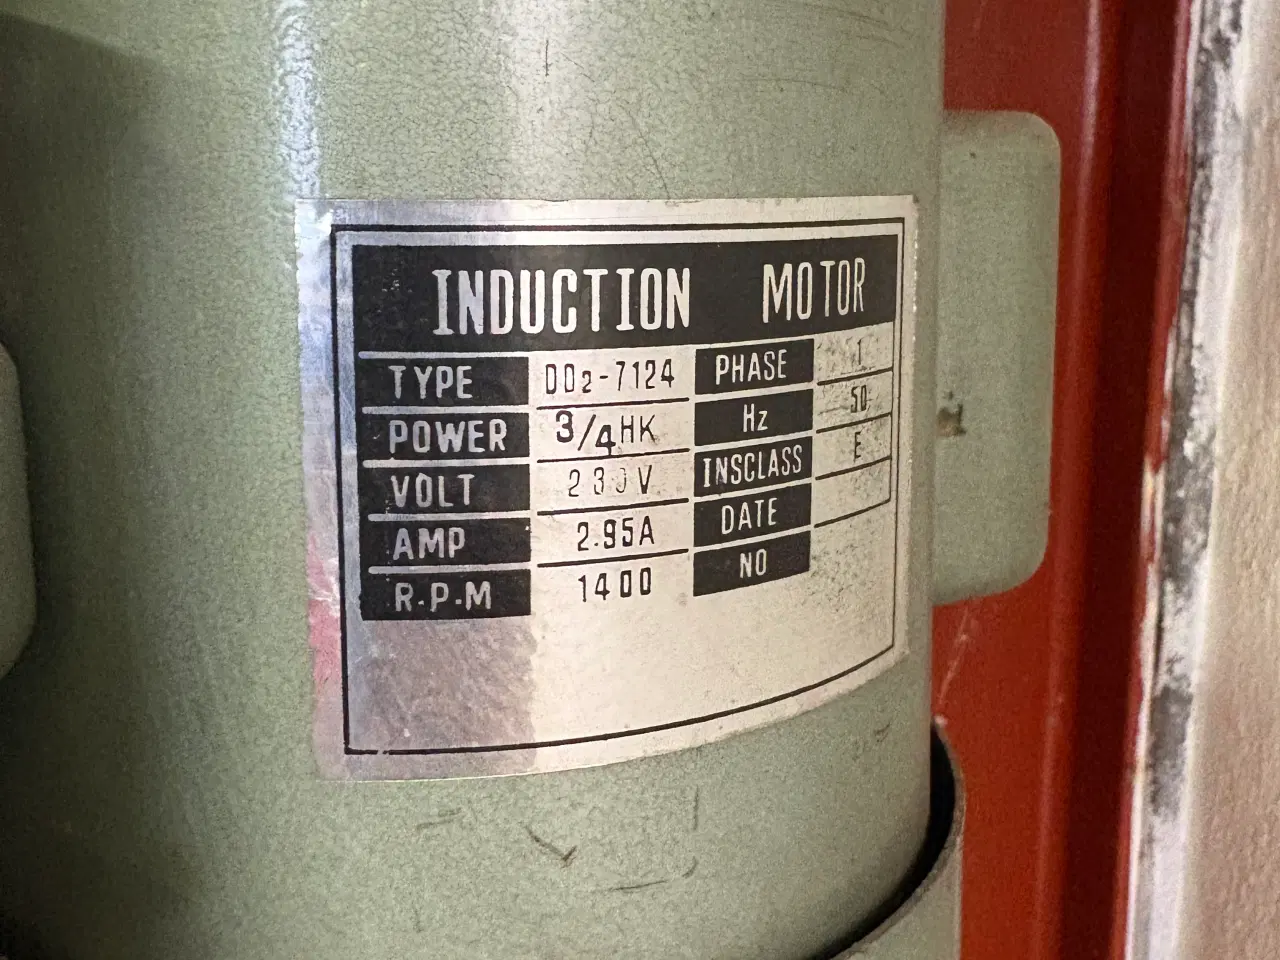 INDUCTION MOTOR
TYPE DO2-7124 PHASE 1
POWER 3/4HK Hz 50
VOLT 230V INSCLASS E
AMP 2.95A DATE
R.P.M 1400 NO